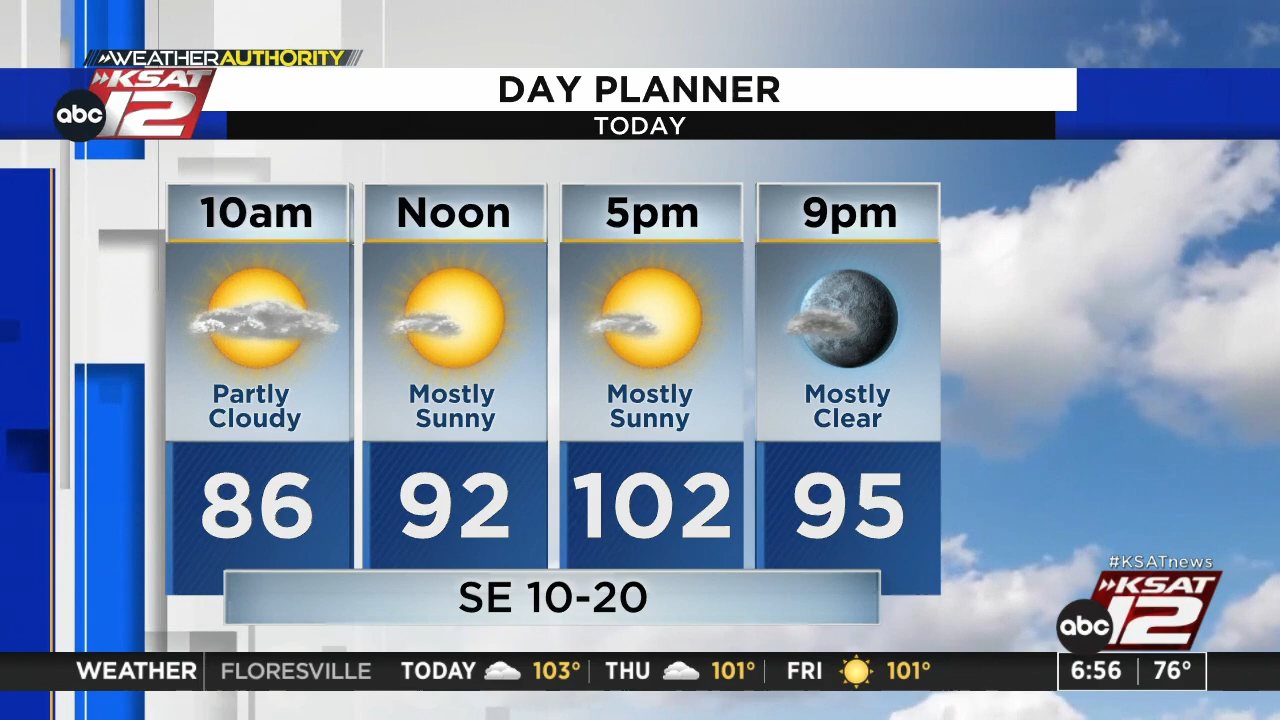 WEATHERAUTHORITY
KSAT
abc 12
DAY PLANNER
TODAY
10am Noon 5pm 9pm
Partly Cloudy
Mostly Sunny
Mostly Sunny
Mostly Clear
86 92 102 95
SE 10-20
#KSATnews
KSAT
abc 12
WEATHER FLORESVILLE TODAY 103° THU 101° FRI 101° 6:56 76°